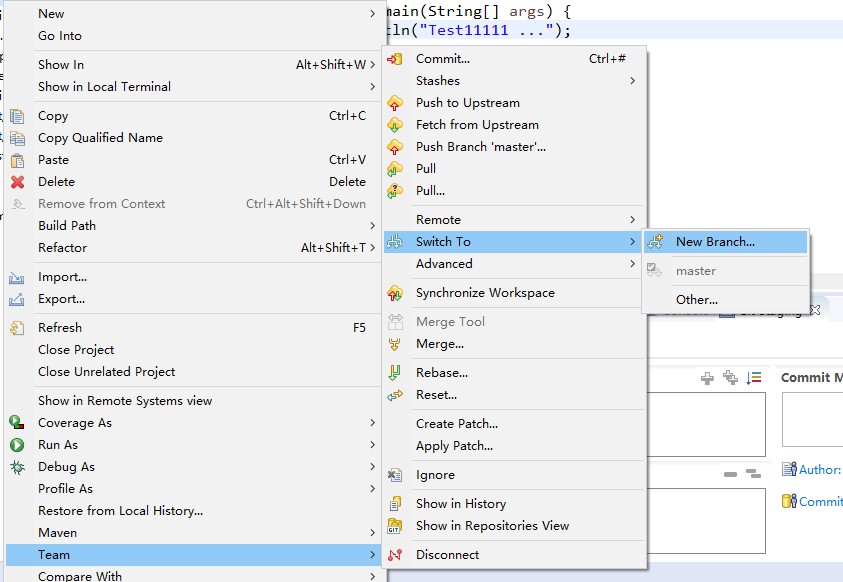 main(String[] args) {
ln("Test11111 ...");
New
Go Into
Show In Alt+Shift+W
Show in Local Terminal
Copy Ctrl+C
Copy Qualified Name
Paste Ctrl+V
Delete Delete
Remove from Context Ctrl+Alt+Shift+Down
Build Path
Refactor Alt+Shift+T
Import...
Export...
Refresh F5
Close Project
Close Unrelated Project
Show in Remote Systems view
Coverage As
Run As
Debug As
Profile As
Restore from Local History...
Maven
Team
Compare With
Commit... Ctrl+#
Stashes
Push to Upstream
Fetch from Upstream
Push Branch 'master'...
Pull
Pull...
Remote
Switch To
Advanced
Synchronize Workspace
Merge Tool
Merge...
Rebase...
Reset...
Create Patch...
Apply Patch...
Ignore
Show in History
Show in Repositories View
Disconnect
New Branch...
master
Other...
Commit M
Author:
Commit